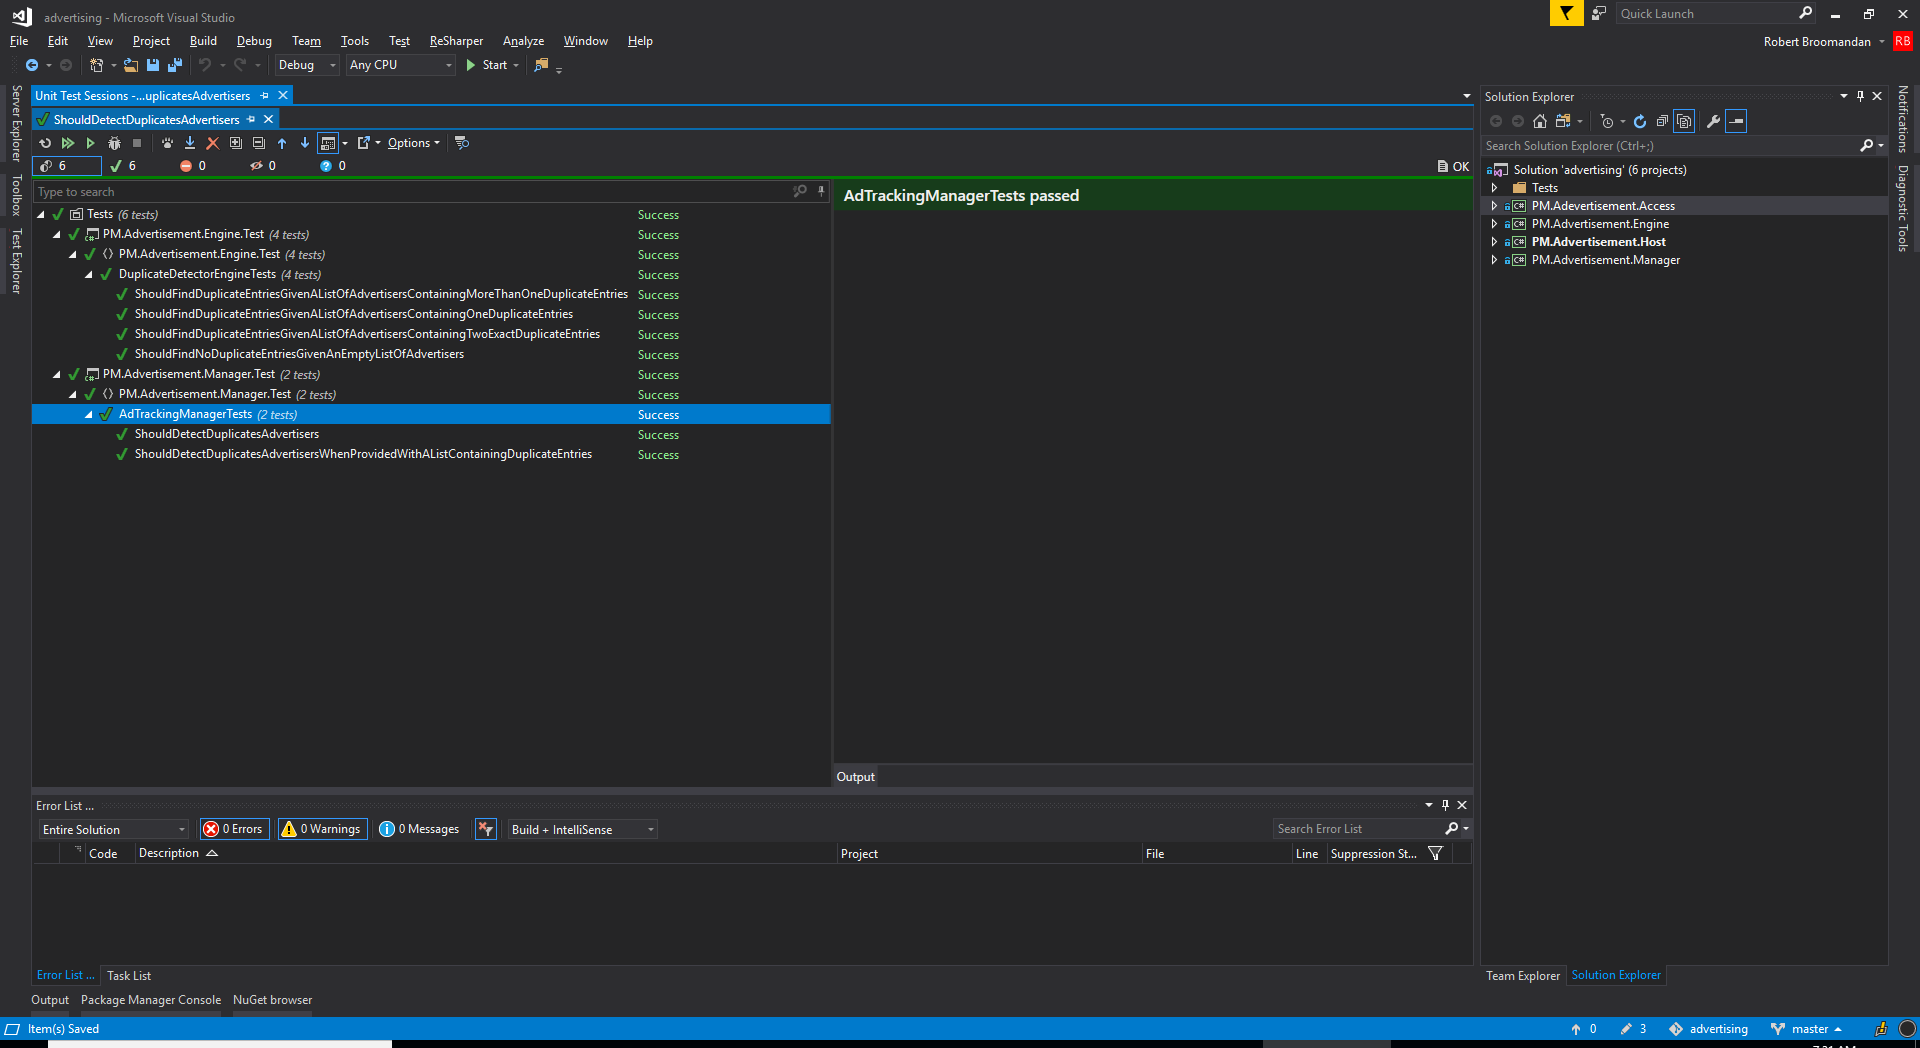 advertising - Microsoft Visual Studio
Quick Launch
File Edit View Project Build Debug Team Tools Test ReSharper Analyze Window Help
Robert Broomandan RB
Debug Any CPU Start
Server Explorer
Toolbox
Test Explorer
Unit Test Sessions -...uplicatesAdvertisers
ShouldDetectDuplicatesAdvertisers
Options
6 6 0 0 0 OK
Type to search
Tests (6 tests) Success
PM.Advertisement.Engine.Test (4 tests) Success
PM.Advertisement.Engine.Test (4 tests) Success
DuplicateDetectorEngineTests (4 tests) Success
ShouldFindDuplicateEntriesGivenAListOfAdvertisersContainingMoreThanOneDuplicateEntries Success
ShouldFindDuplicateEntriesGivenAListOfAdvertisersContainingOneDuplicateEntries Success
ShouldFindDuplicateEntriesGivenAListOfAdvertisersContainingTwoExactDuplicateEntries Success
ShouldFindNoDuplicateEntriesGivenAnEmptyListOfAdvertisers Success
PM.Advertisement.Manager.Test (2 tests) Success
PM.Advertisement.Manager.Test (2 tests) Success
AdTrackingManagerTests (2 tests) Success
ShouldDetectDuplicatesAdvertisers Success
ShouldDetectDuplicatesAdvertisersWhenProvidedWithAListContainingDuplicateEntries Success
AdTrackingManagerTests passed
Output
Solution Explorer
Search Solution Explorer (Ctrl+;)
Solution 'advertising' (6 projects)
Tests
C# PM.Adevertisement.Access
C# PM.Advertisement.Engine
C# PM.Advertisement.Host
C# PM.Advertisement.Manager
Notifications
Diagnostic Tools
Error List ...
Entire Solution 0 Errors 0 Warnings 0 Messages Build + IntelliSense Search Error List
Code Description Project File Line Suppression St...
Error List ... Task List
Team Explorer Solution Explorer
Output Package Manager Console NuGet browser
Item(s) Saved 0 3 advertising master